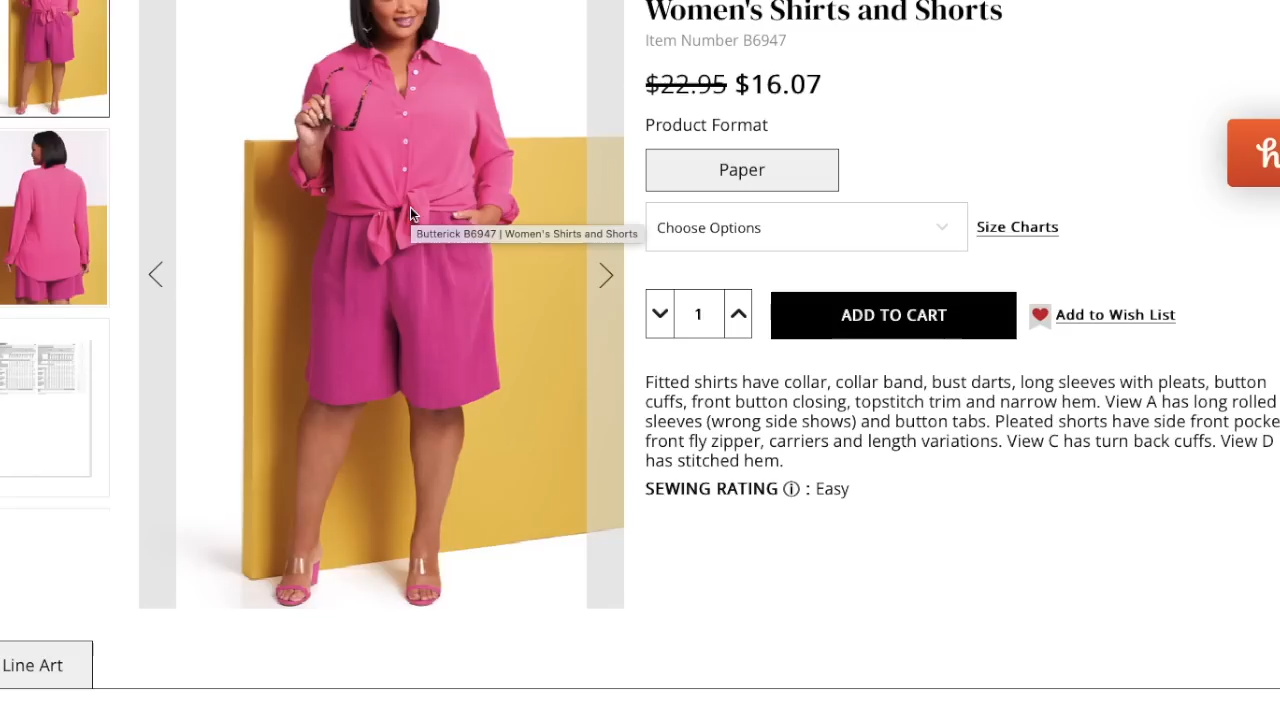 Women's Shirts and Shorts
Item Number B6947
$22.95 $16.07
Product Format
Paper
Choose Options
Size Charts
Butterick B6947 | Women's Shirts and Shorts
1
ADD TO CART
Add to Wish List
Fitted shirts have collar, collar band, bust darts, long sleeves with pleats, button
cuffs, front button closing, topstitch trim and narrow hem. View A has long rolled
sleeves (wrong side shows) and button tabs. Pleated shorts have side front pocke
front fly zipper, carriers and length variations. View C has turn back cuffs. View D
has stitched hem.
SEWING RATING ⓘ : Easy
Line Art